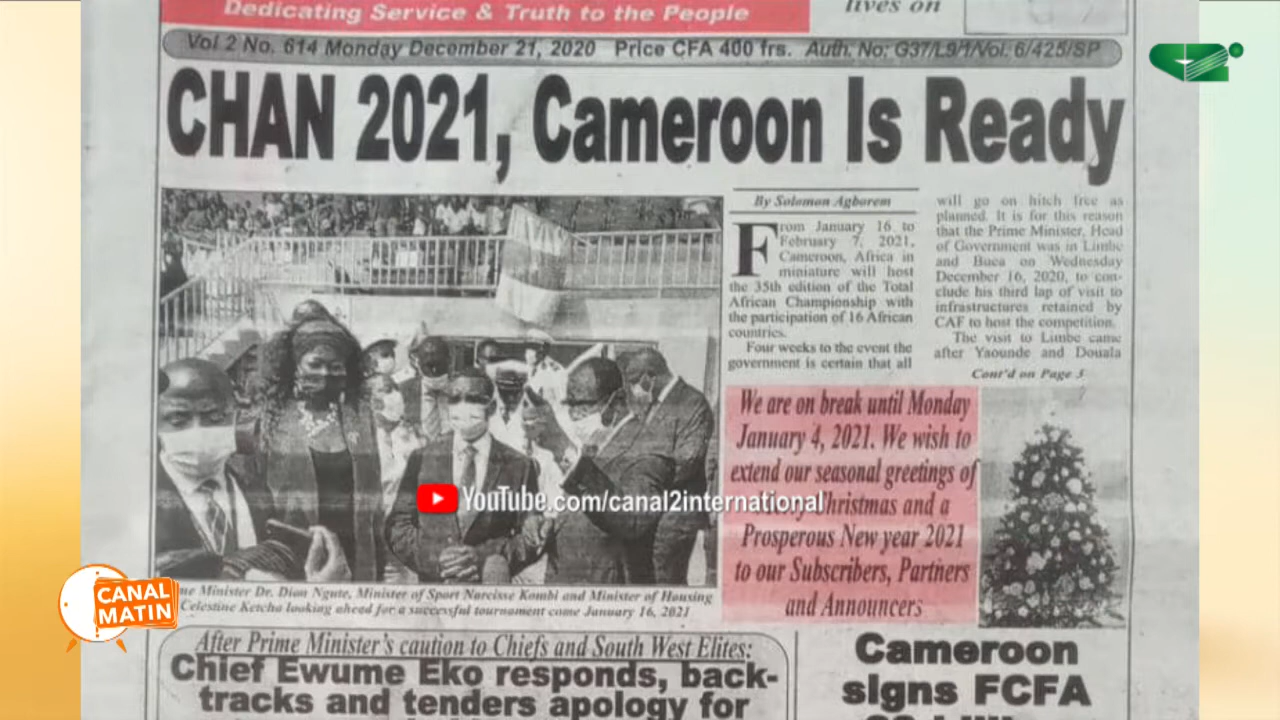 Dedicating Service & Truth to the People
lives on
Vol 2 No. 614 Monday December 21, 2020 Price CFA 400 frs. Auth. No: G37/L9/1/Vol. 6/425/SP
CHAN 2021, Cameroon Is Ready
By Solomon Agborem
From January 16 to
February 7, 2021,
Cameroon, Africa in
miniature will host
the 35th edition of the Total
African Championship with
the participation of 16 African
countries.
Four weeks to the event the
government is certain that all
will go on hitch free as
planned. It is for this reason
that the Prime Minister, Head
of Government was in Limbe
and Buea on Wednesday
December 16, 2020, to con-
clude his third lap of visit to
infrastructures retained by
CAF to host the competition.
The visit to Limbe came
after Yaounde and Douala
Cont'd on Page 3
We are on break until Monday
January 4, 2021. We wish to
extend our seasonal greetings of
Christmas and a
Prosperous New year 2021
to our Subscribers, Partners
and Announcers
YouTube.com/canal2international
CANAL
MATIN
Minister Dr. Dion Ngute, Minister of Sport Narcisse Kombi and Minister of Housing
Celestine Ketcha looking ahead for a successful tournament come January 16, 2021
After Prime Minister's caution to Chiefs and South West Elites:
Chief Ewume Eko responds, back-
tracks and tenders apology for
Cameroon
signs FCFA